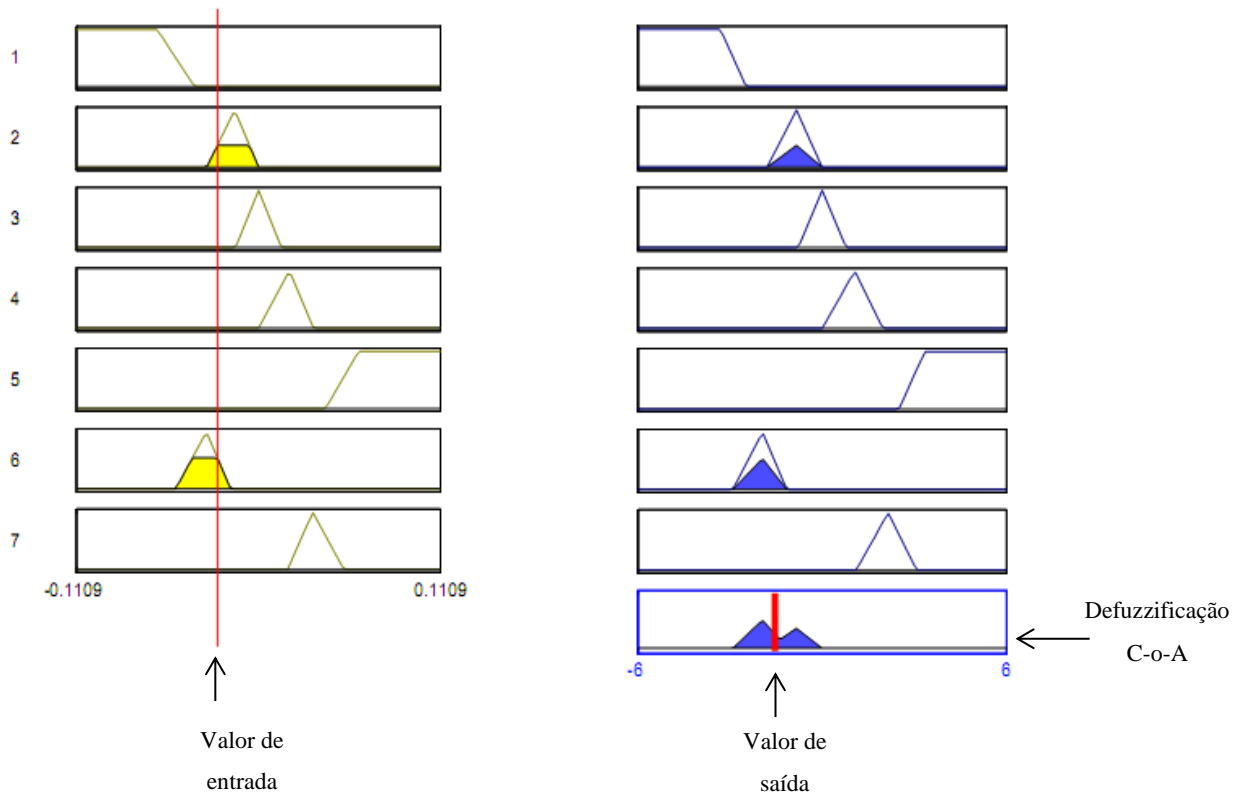 1
2
3
4
5
6
7
-0.1109
0.1109
-6
6
Defuzzificação
C-o-A
Valor de
entrada
Valor de
saída